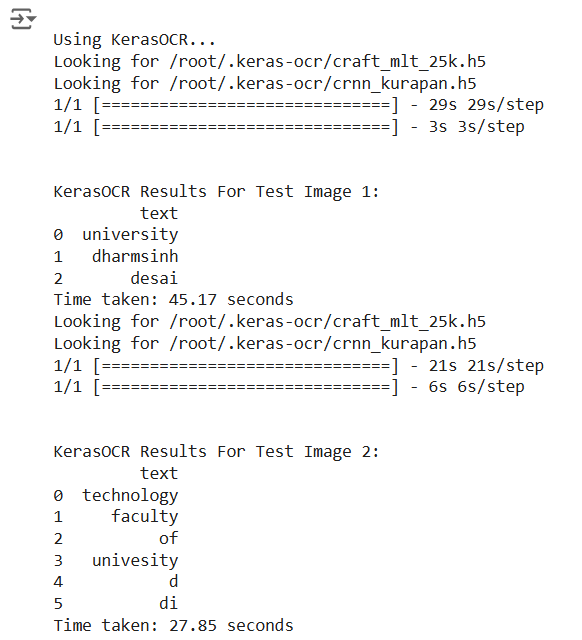 Using KerasOCR...
Looking for /root/.keras-ocr/craft_mlt_25k.h5
Looking for /root/.keras-ocr/crnn_kurapan.h5
1/1 [==============================] - 29s 29s/step
1/1 [==============================] - 3s 3s/step
KerasOCR Results For Test Image 1:
text
0 university
1 dharmsinh
2 desai
Time taken: 45.17 seconds
Looking for /root/.keras-ocr/craft_mlt_25k.h5
Looking for /root/.keras-ocr/crnn_kurapan.h5
1/1 [==============================] - 21s 21s/step
1/1 [==============================] - 6s 6s/step
KerasOCR Results For Test Image 2:
text
0 technology
1 faculty
2 of
3 univesity
4 d
5 di
Time taken: 27.85 seconds